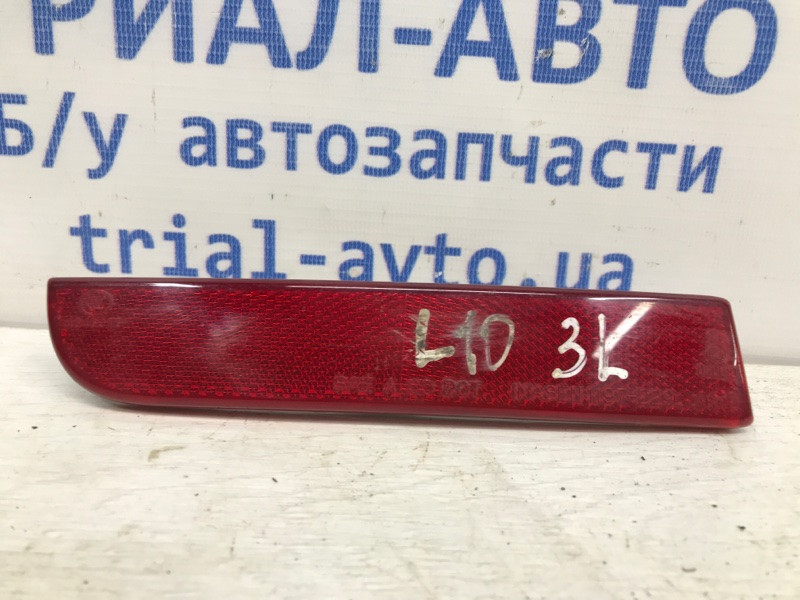 РИАЛ-АВТО
Б/у автозапчасти
trial-avto.ua
L10 3L